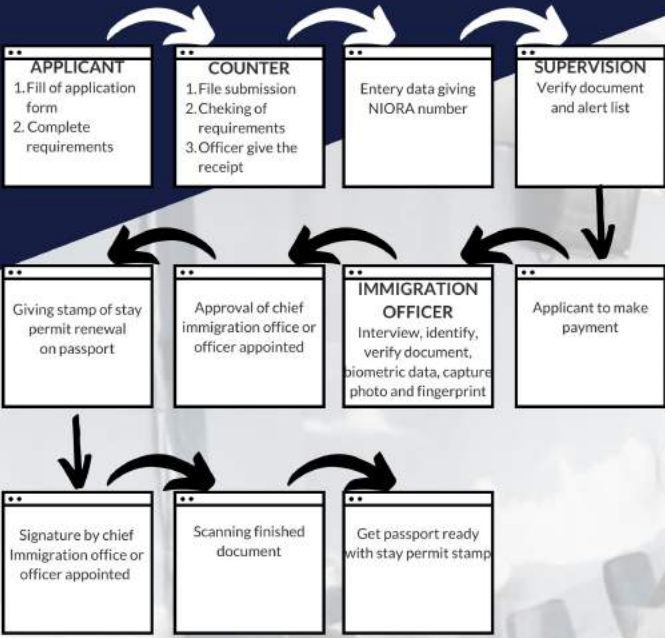 APPLICANT
1.Fill of application
form
2. Complete
requirements
COUNTER
1.File submission
2.Cheking of
requirements
3.Officer give the
receipt
Entery data giving
NIORA number
SUPERVISION
Verify document
and alert list
Applicant to make
payment
IMMIGRATION
OFFICER
Interview, identify,
verify document,
biometric data, capture
photo and fingerprint
Approval of chief
immigration office or
officer appointed
Giving stamp of stay
permit renewal
on passport
Signature by chief
Immigration office or
officer appointed
Scanning finished
document
Get passport ready
with stay permit stamp